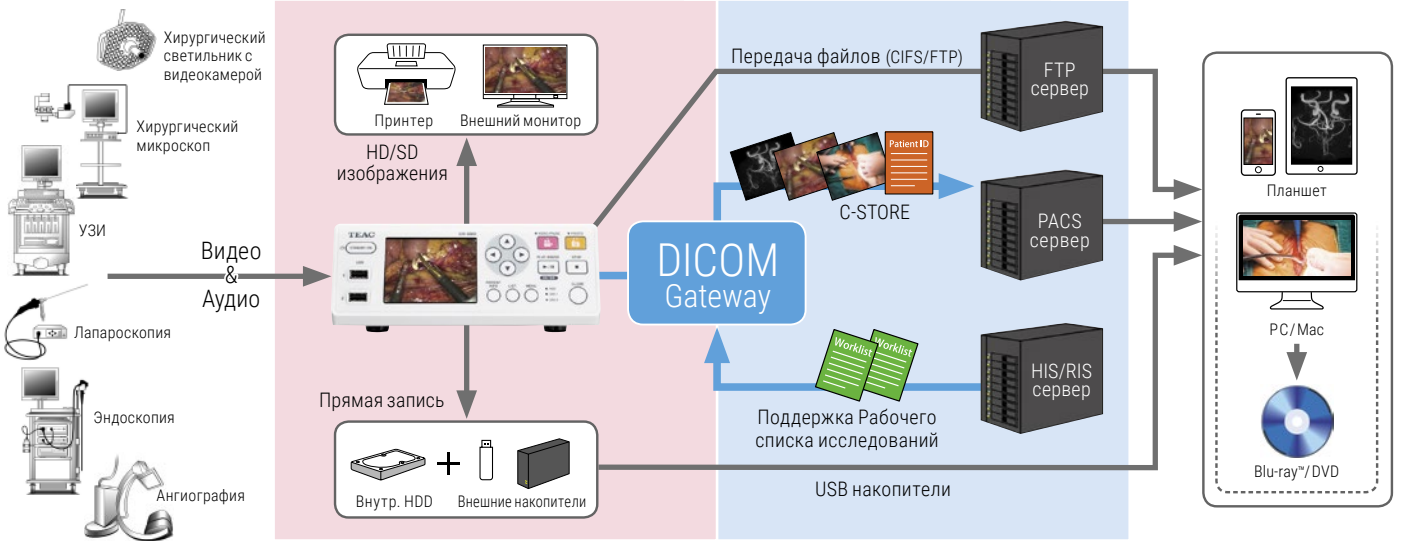 Хирургический
светильник с
видеокамерой
Хирургический
микроскоп
УЗИ
Лапароскопия
Эндоскопия
Ангиография
Видео
&
Аудио
Принтер
Внешний монитор
HD/SD
изображения
TEAC
Прямая запись
Внутр. HDD
+
Внешние накопители
DICOM
Gateway
Передача файлов (CIFS/FTP)
Patient ID
C-STORE
Worklist
Worklist
Поддержка Рабочего
списка исследований
USB накопители
FTP
сервер
PACS
сервер
HIS/RIS
сервер
Планшет
PC/Mac
Blu-ray™/DVD